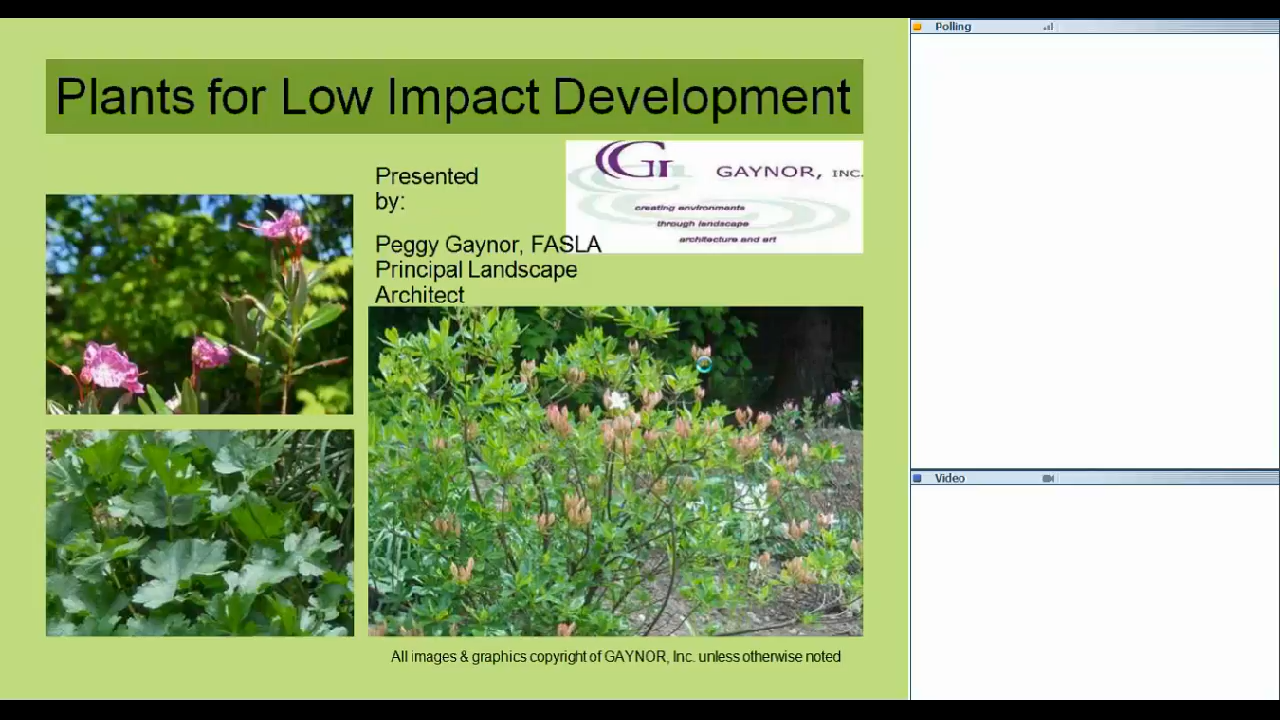 Polling
Plants for Low Impact Development
Presented
by:
GAYNOR, INC.
creating environments
through landscape
architecture and art
Peggy Gaynor, FASLA
Principal Landscape
Architect
Video
All images & graphics copyright of GAYNOR, Inc. unless otherwise noted